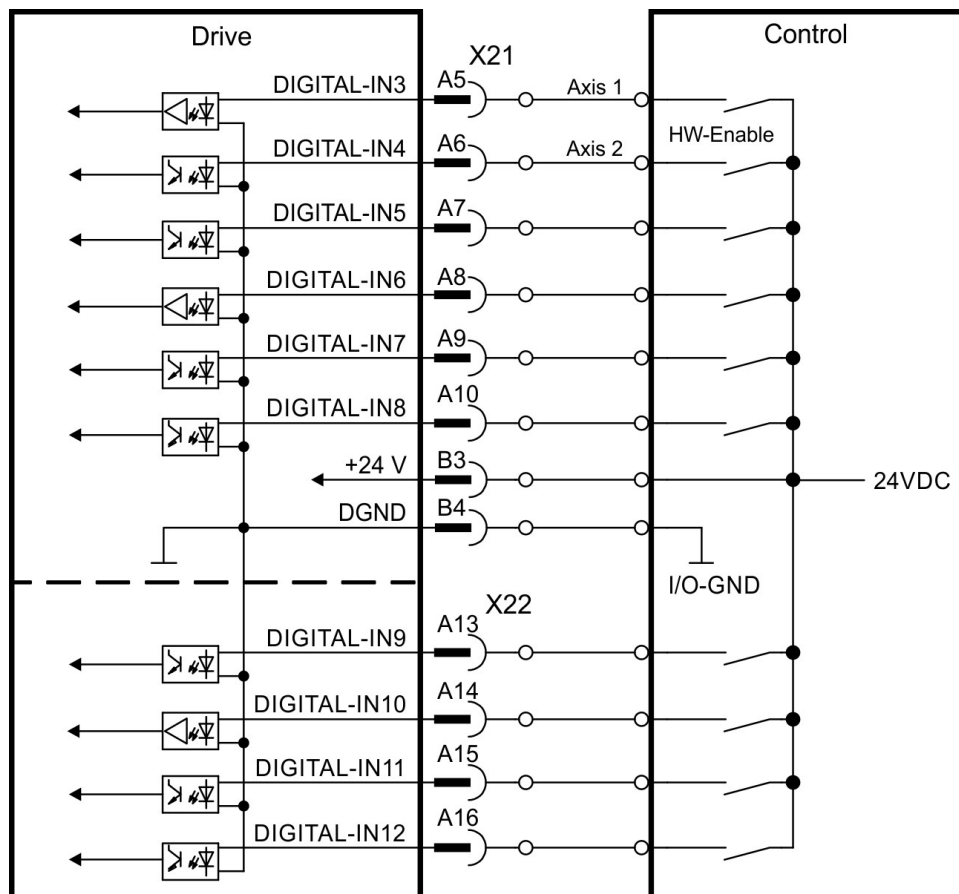 Drive
Control
X21
DIGITAL-IN3 A5 Axis 1
HW-Enable
DIGITAL-IN4 A6 Axis 2
DIGITAL-IN5 A7
DIGITAL-IN6 A8
DIGITAL-IN7 A9
DIGITAL-IN8 A10
+24 V B3
24VDC
DGND B4
I/O-GND
X22
DIGITAL-IN9 A13
DIGITAL-IN10 A14
DIGITAL-IN11 A15
DIGITAL-IN12 A16